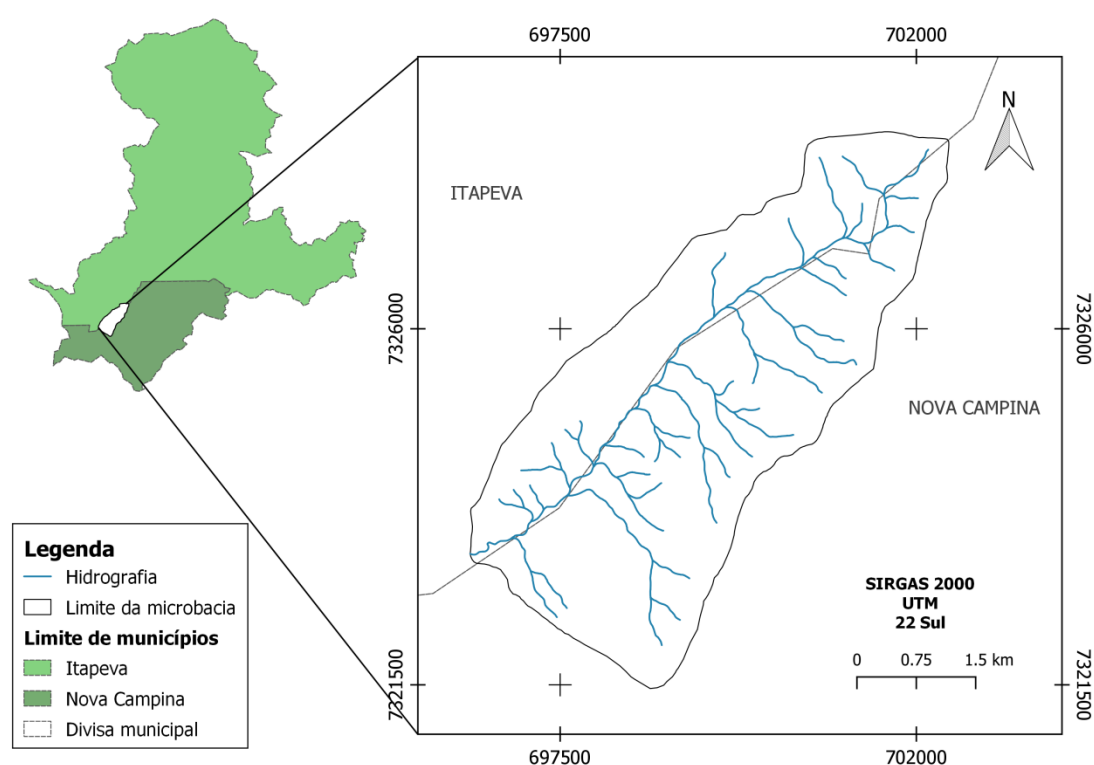 697500
702000
N
ITAPEVA
7326000
7326000
NOVA CAMPINA
Legenda
Hidrografia
Limite da microbacia
Limite de municípios
Itapeva
Nova Campina
Divisa municipal
SIRGAS 2000
UTM
22 Sul
0 0.75 1.5 km
7321500
7321500
697500
702000